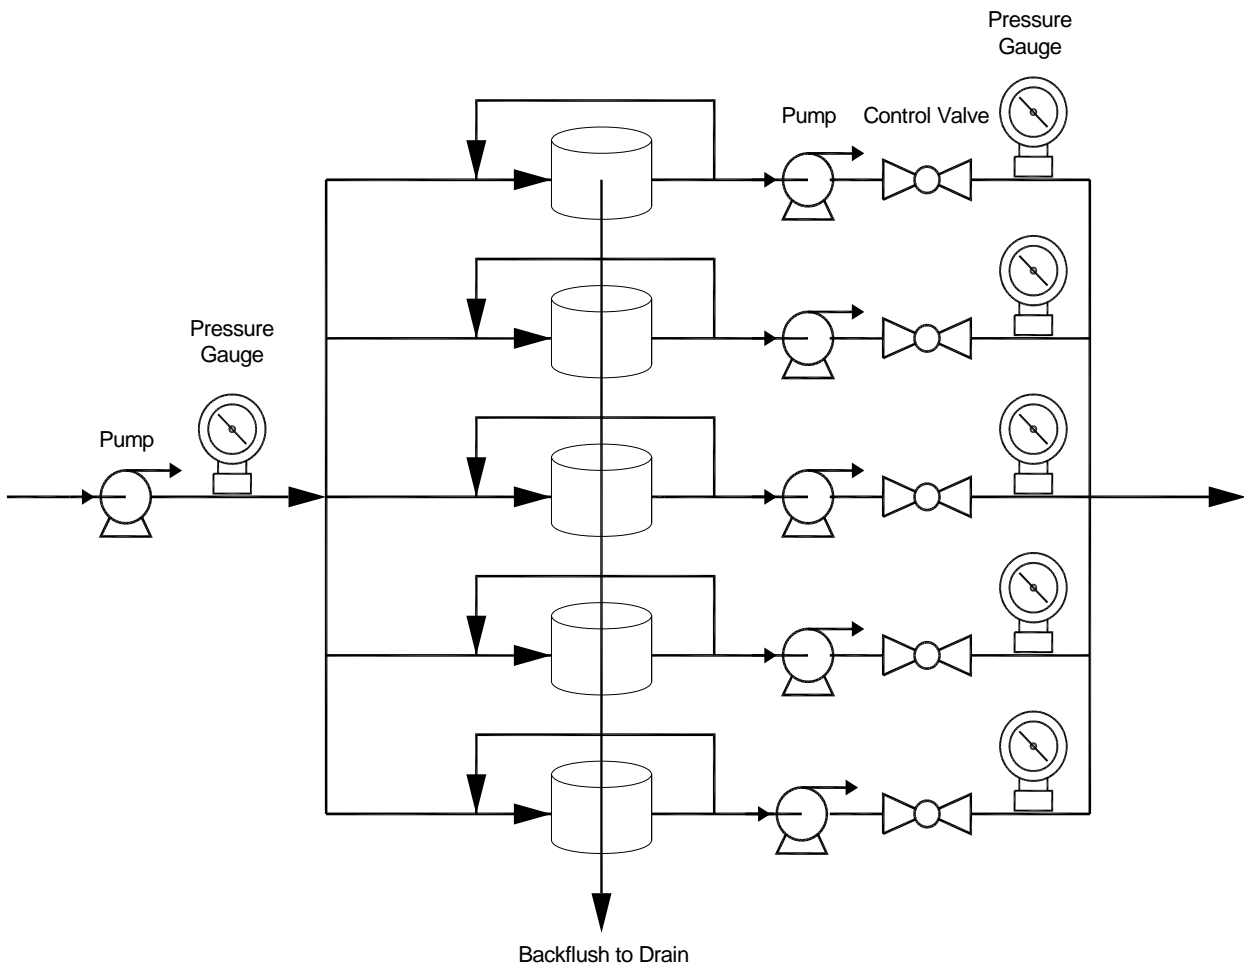 Pressure
Gauge
Pump
Control Valve
Pressure
Gauge
Pump
Backflush to Drain